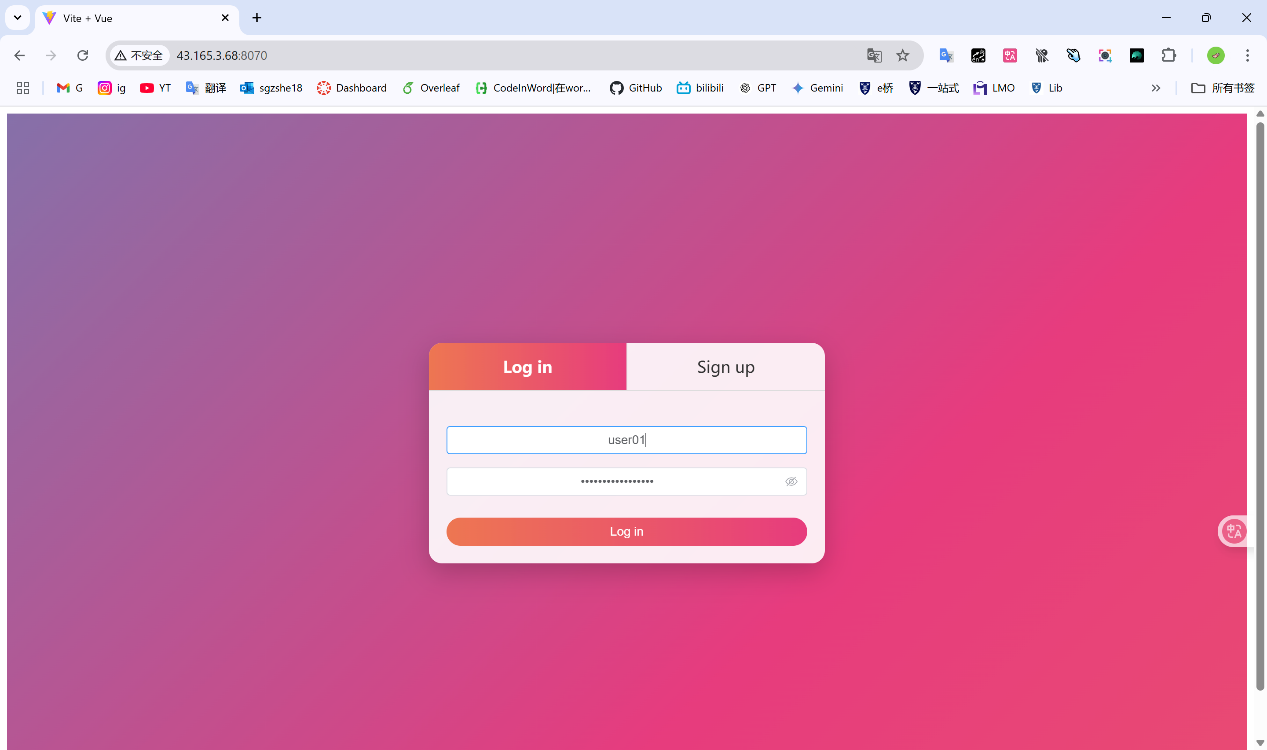 Vite + Vue
不安全 43.165.3.68:8070
G ig YT 翻译 sgzzhe18 Dashboard Overleaf CodeInWord|在wor... GitHub bilibili GPT Gemini e桥 一站式 LMO Lib 所有书签
Log in Sign up
user01
Log in